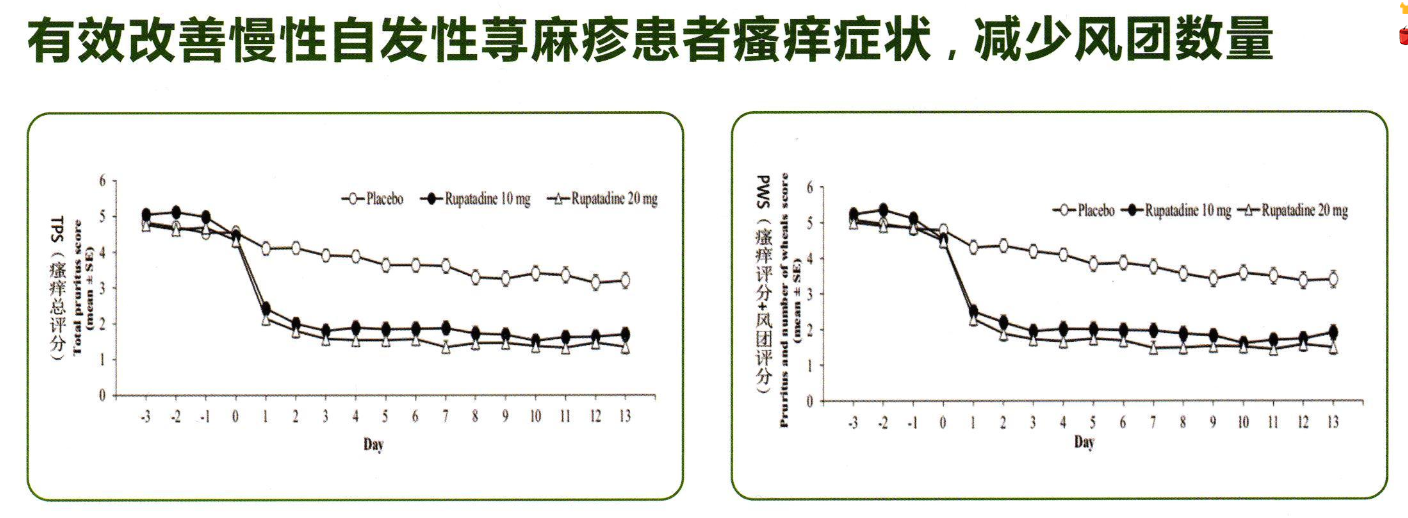 有效改善慢性自发性荨麻疹患者瘙痒症状,减少风团数量
TPS（瘙痒总评分）
Total pruritus score
(mean ± SE)
6
5
4
3
2
1
0
Placebo
Rupatadine 10 mg
Rupatadine 20 mg
-3 -2 -1 0 1 2 3 4 5 6 7 8 9 10 11 12 13
Day
PWS（瘙痒评分+风团评分）
Pruritus and number of wheals score
(mean ± SE)
6
5
4
3
2
1
0
Placebo
Rupatadine 10 mg
Rupatadine 20 mg
-3 -2 -1 0 1 2 3 4 5 6 7 8 9 10 11 12 13
Day